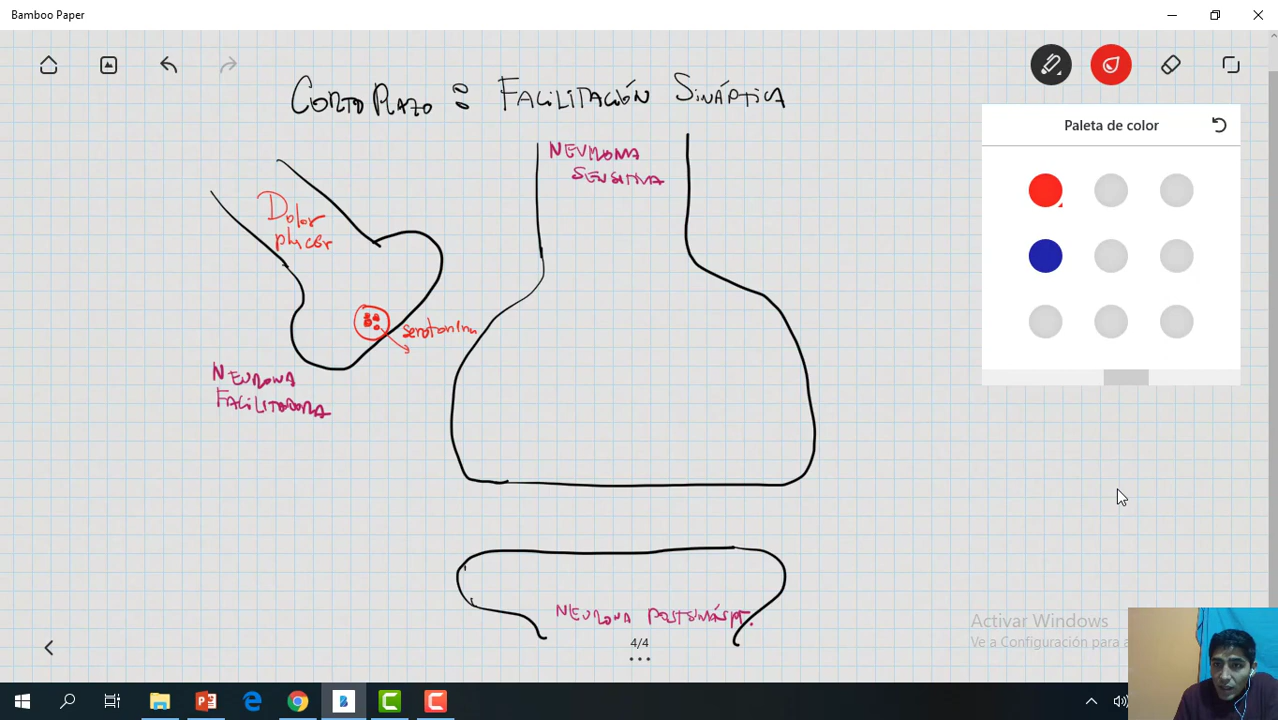 Bamboo Paper
CORTO PLAZO : FACILITACIÓN SINÁPTICA
Paleta de color
NEURONA
SENSITIVA
Dolor
placer
serotonina
NEURONA
FACILITADORA
NEURONA POSTSINÁPT.
4/4
Activar Windows
Ve a Configuración para a